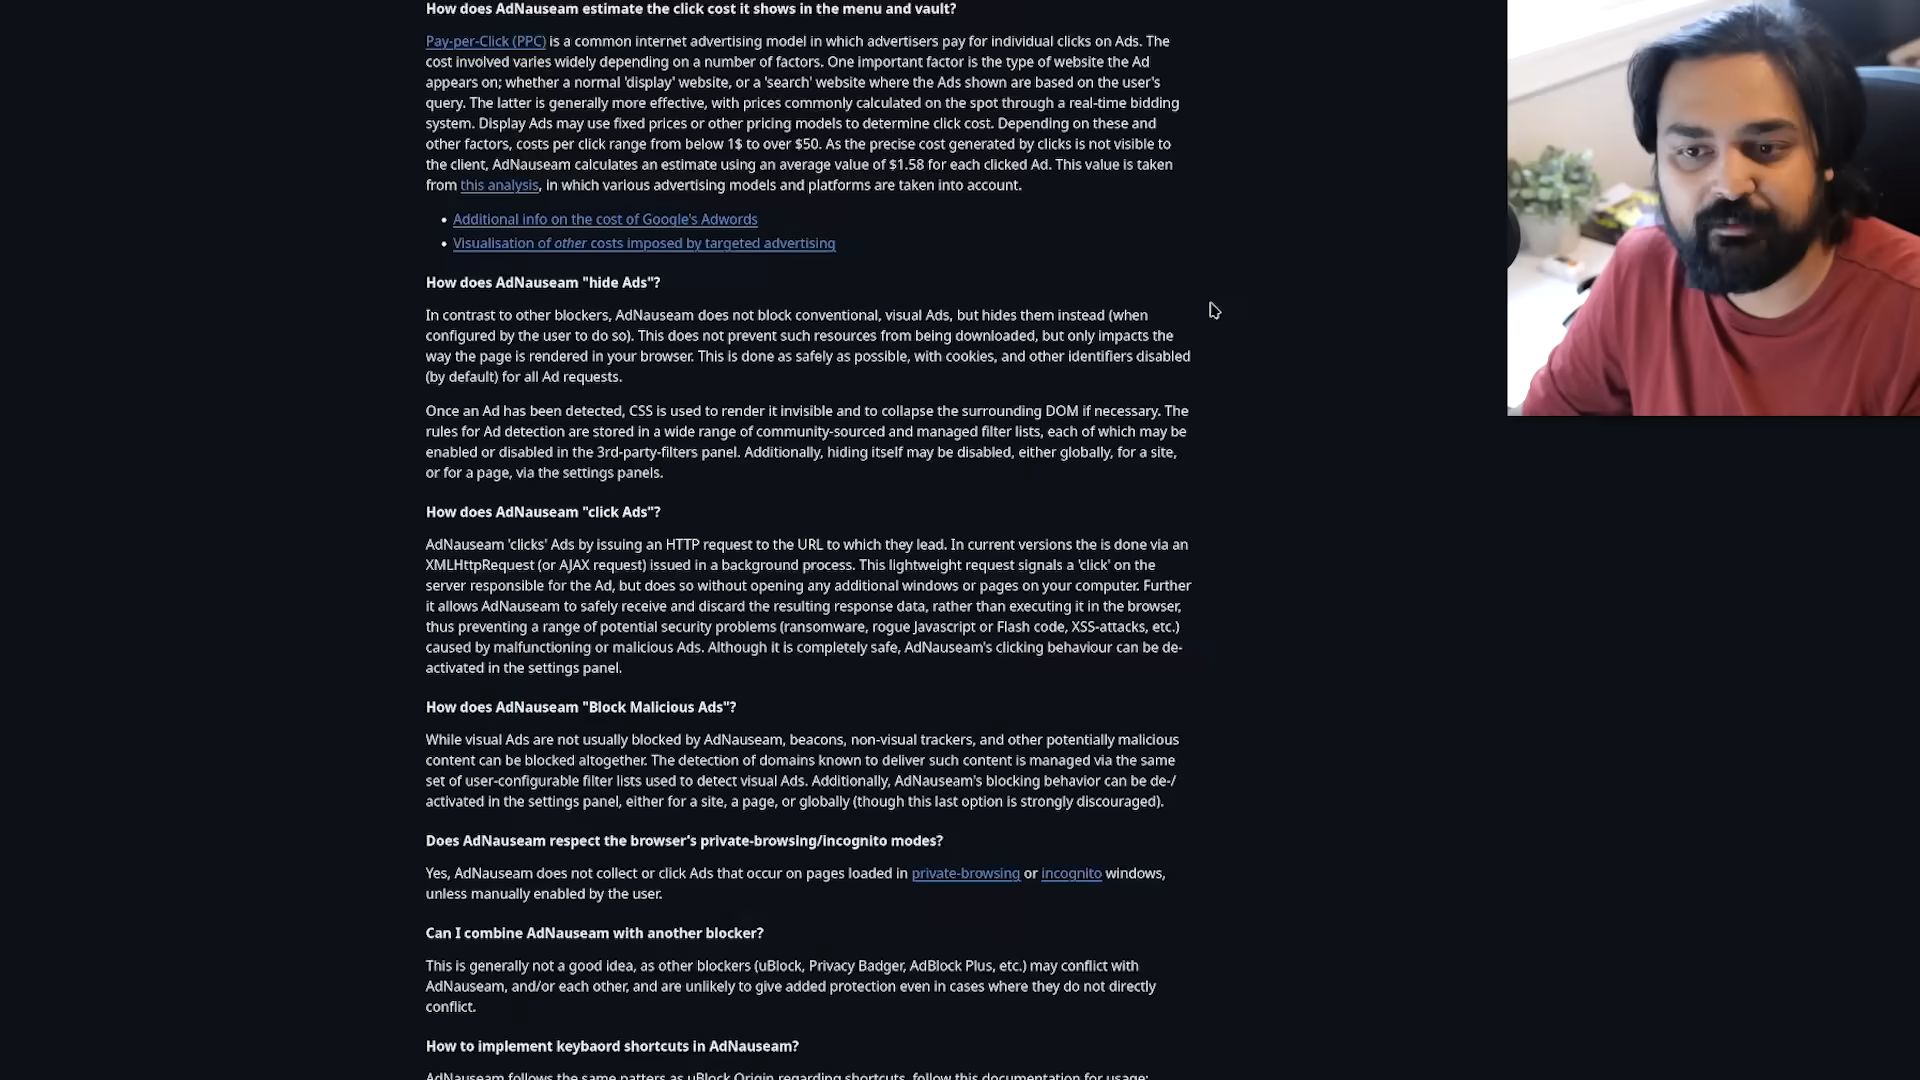 How does AdNauseam estimate the click cost it shows in the menu and vault?
Pay-per-Click (PPC) is a common internet advertising model in which advertisers pay for individual clicks on Ads. The
cost involved varies widely depending on a number of factors. One important factor is the type of website the Ad
appears on; whether a normal 'display' website, or a 'search' website where the Ads shown are based on the user's
query. The latter is generally more effective, with prices commonly calculated on the spot through a real-time bidding
system. Display Ads may use fixed prices or other pricing models to determine click cost. Depending on these and
other factors, costs per click range from below 1$ to over $50. As the precise cost generated by clicks is not visible to
the client, AdNauseam calculates an estimate using an average value of $1.58 for each clicked Ad. This value is taken
from this analysis, in which various advertising models and platforms are taken into account.
• Additional info on the cost of Google's Adwords
• Visualisation of other costs imposed by targeted advertising
How does AdNauseam "hide Ads"?
In contrast to other blockers, AdNauseam does not block conventional, visual Ads, but hides them instead (when
configured by the user to do so). This does not prevent such resources from being downloaded, but only impacts the
way the page is rendered in your browser. This is done as safely as possible, with cookies, and other identifiers disabled
(by default) for all Ad requests.
Once an Ad has been detected, CSS is used to render it invisible and to collapse the surrounding DOM if necessary. The
rules for Ad detection are stored in a wide range of community-sourced and managed filter lists, each of which may be
enabled or disabled in the 3rd-party-filters panel. Additionally, hiding itself may be disabled, either globally, for a site,
or for a page, via the settings panels.
How does AdNauseam "click Ads"?
AdNauseam 'clicks' Ads by issuing an HTTP request to the URL to which they lead. In current versions the is done via an
XMLHttpRequest (or AJAX request) issued in a background process. This lightweight request signals a 'click' on the
server responsible for the Ad, but does so without opening any additional windows or pages on your computer. Further
it allows AdNauseam to safely receive and discard the resulting response data, rather than executing it in the browser,
thus preventing a range of potential security problems (ransomware, rogue Javascript or Flash code, XSS-attacks, etc.)
caused by malfunctioning or malicious Ads. Although it is completely safe, AdNauseam's clicking behaviour can be de-
activated in the settings panel.
How does AdNauseam "Block Malicious Ads"?
While visual Ads are not usually blocked by AdNauseam, beacons, non-visual trackers, and other potentially malicious
content can be blocked altogether. The detection of domains known to deliver such content is managed via the same
set of user-configurable filter lists used to detect visual Ads. Additionally, AdNauseam's blocking behavior can be de-/
activated in the settings panel, either for a site, a page, or globally (though this last option is strongly discouraged).
Does AdNauseam respect the browser's private-browsing/incognito modes?
Yes, AdNauseam does not collect or click Ads that occur on pages loaded in private-browsing or incognito windows,
unless manually enabled by the user.
Can I combine AdNauseam with another blocker?
This is generally not a good idea, as other blockers (uBlock, Privacy Badger, AdBlock Plus, etc.) may conflict with
AdNauseam, and/or each other, and are unlikely to give added protection even in cases where they do not directly
conflict.
How to implement keybaord shortcuts in AdNauseam?
AdNauseam follows the same patters as uBlock Origin regarding shortcuts, follow this documentation for usage: